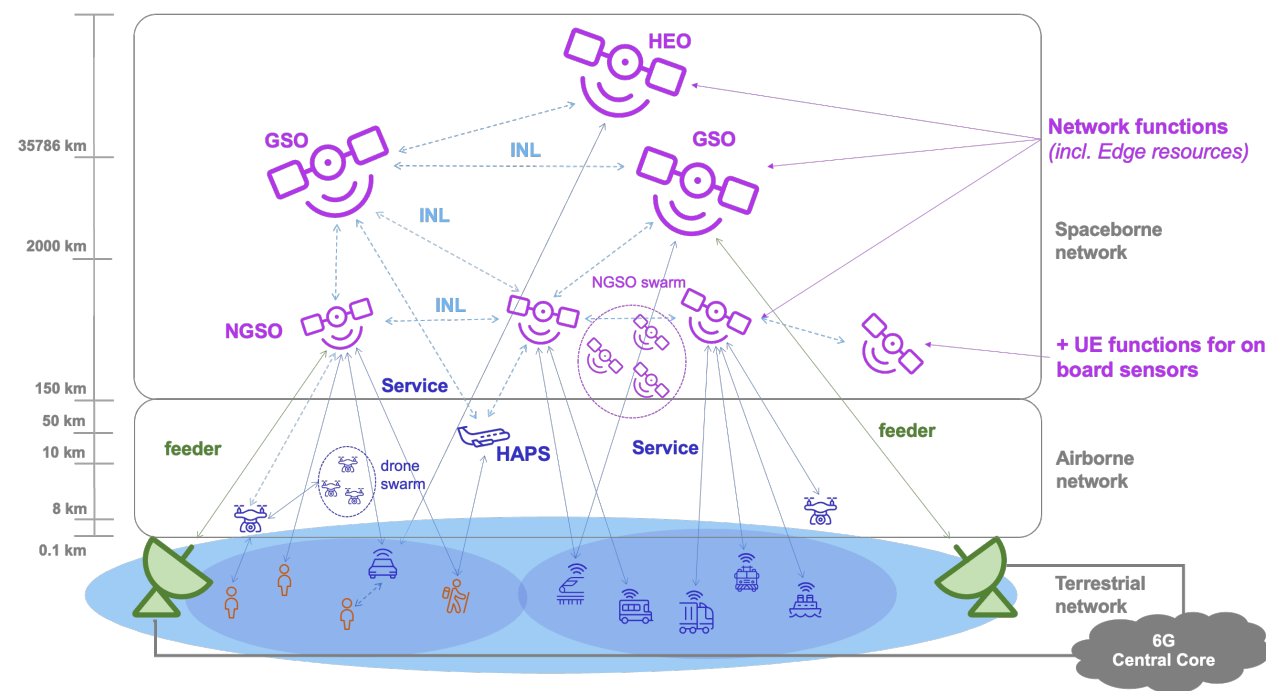 HEO
GSO
GSO
35786 km
INL
Network functions
(incl. Edge resources)
INL
2000 km
Spaceborne
network
NGSO swarm
INL
NGSO
+ UE functions for on
board sensors
150 km
Service
50 km
feeder
10 km
HAPS
Service
feeder
drone
swarm
Airborne
network
8 km
0.1 km
Terrestrial
network
6G
Central Core